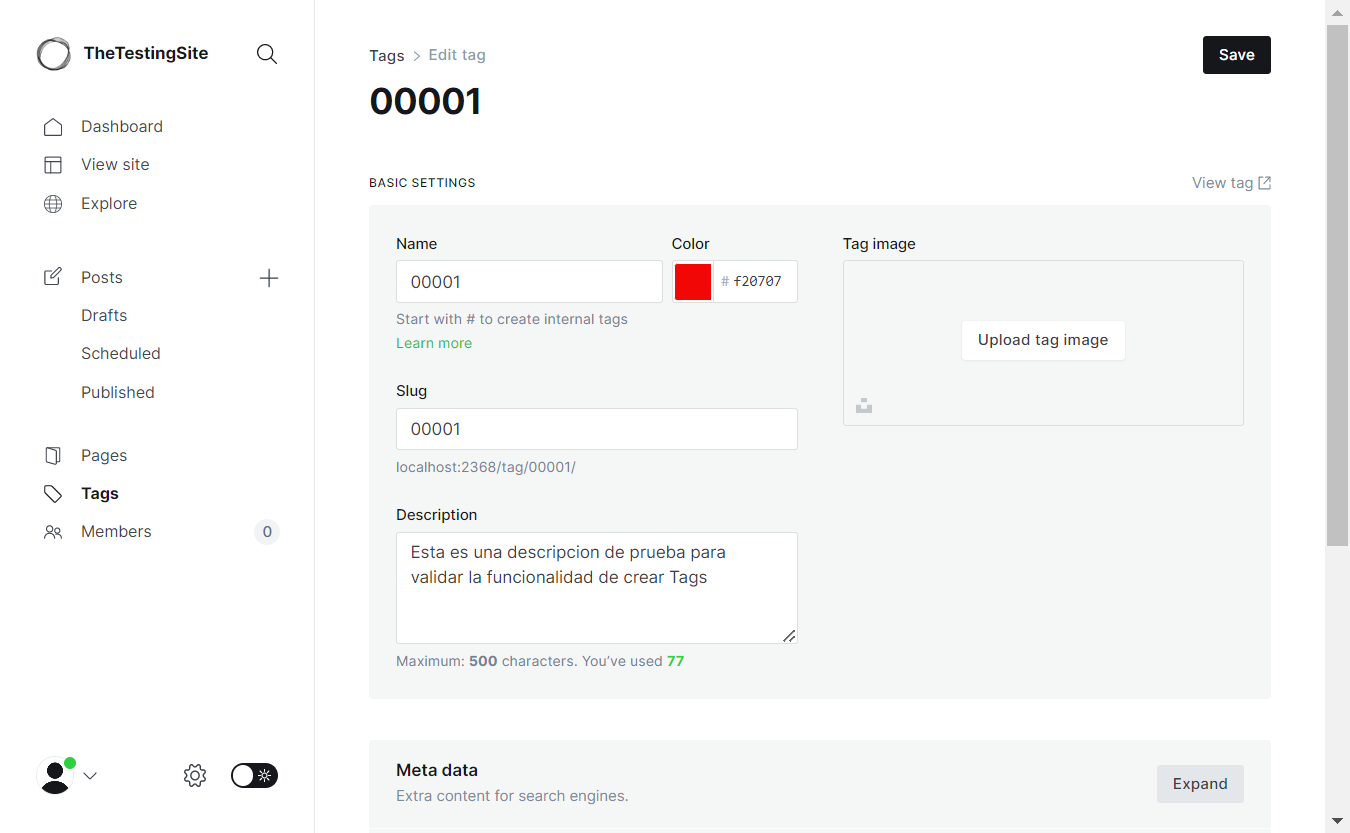 TheTestingSite
Dashboard
View site
Explore
Posts
Drafts
Scheduled
Published
Pages
Tags
Members 0
Tags > Edit tag
Save
00001
BASIC SETTINGS
View tag
Name
00001
Start with # to create internal tags
Learn more
Color
# f20707
Slug
00001
localhost:2368/tag/00001/
Description
Esta es una descripcion de prueba para
validar la funcionalidad de crear Tags
Maximum: 500 characters. You’ve used 77
Tag image
Upload tag image
Meta data
Extra content for search engines.
Expand